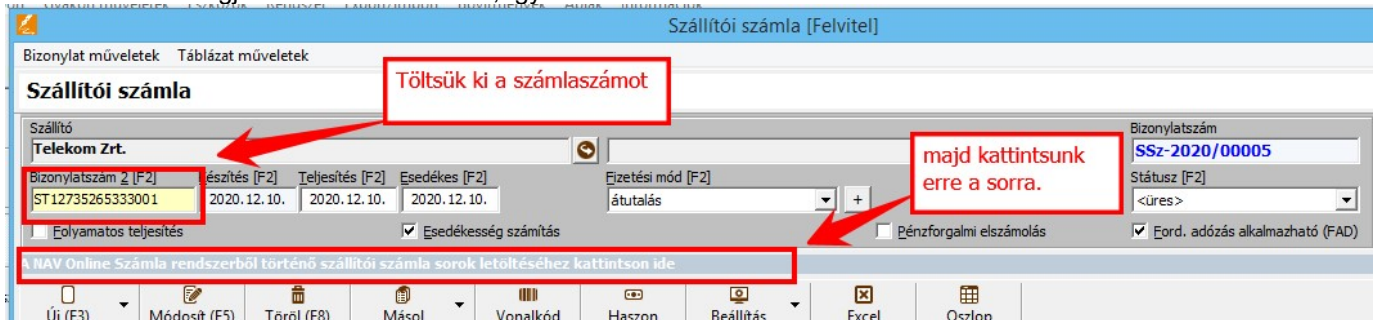 Szállítói számla [Felvitel]
Bizonylat műveletek Táblázat műveletek
Szállítói számla
Töltsük ki a számlaszámot
Szállító
Telekom Zrt.
Bizonylatszám
SSz-2020/00005
majd kattintsunk
erre a sorra.
Bizonylatszám 2 [F2] Teljesítés [F2] Esedékes [F2] Fizetési mód [F2] Státusz [F2]
ST12735265333001 2020.12.10. 2020.12.10. 2020.12.10. átutalás + <üres>
Folyamatos teljesítés Esedékesség számítás Pénzforgalmi elszámolás Ford. adózás alkalmazható (FAD)
A NAV Online Számla rendszerből történő szállítói számla sorok letöltéséhez kattintson ide
Új (F3) Módosít (F5) Töröl (F8) Másol Vonalkód Haszon Beállítás Excel Oszlop